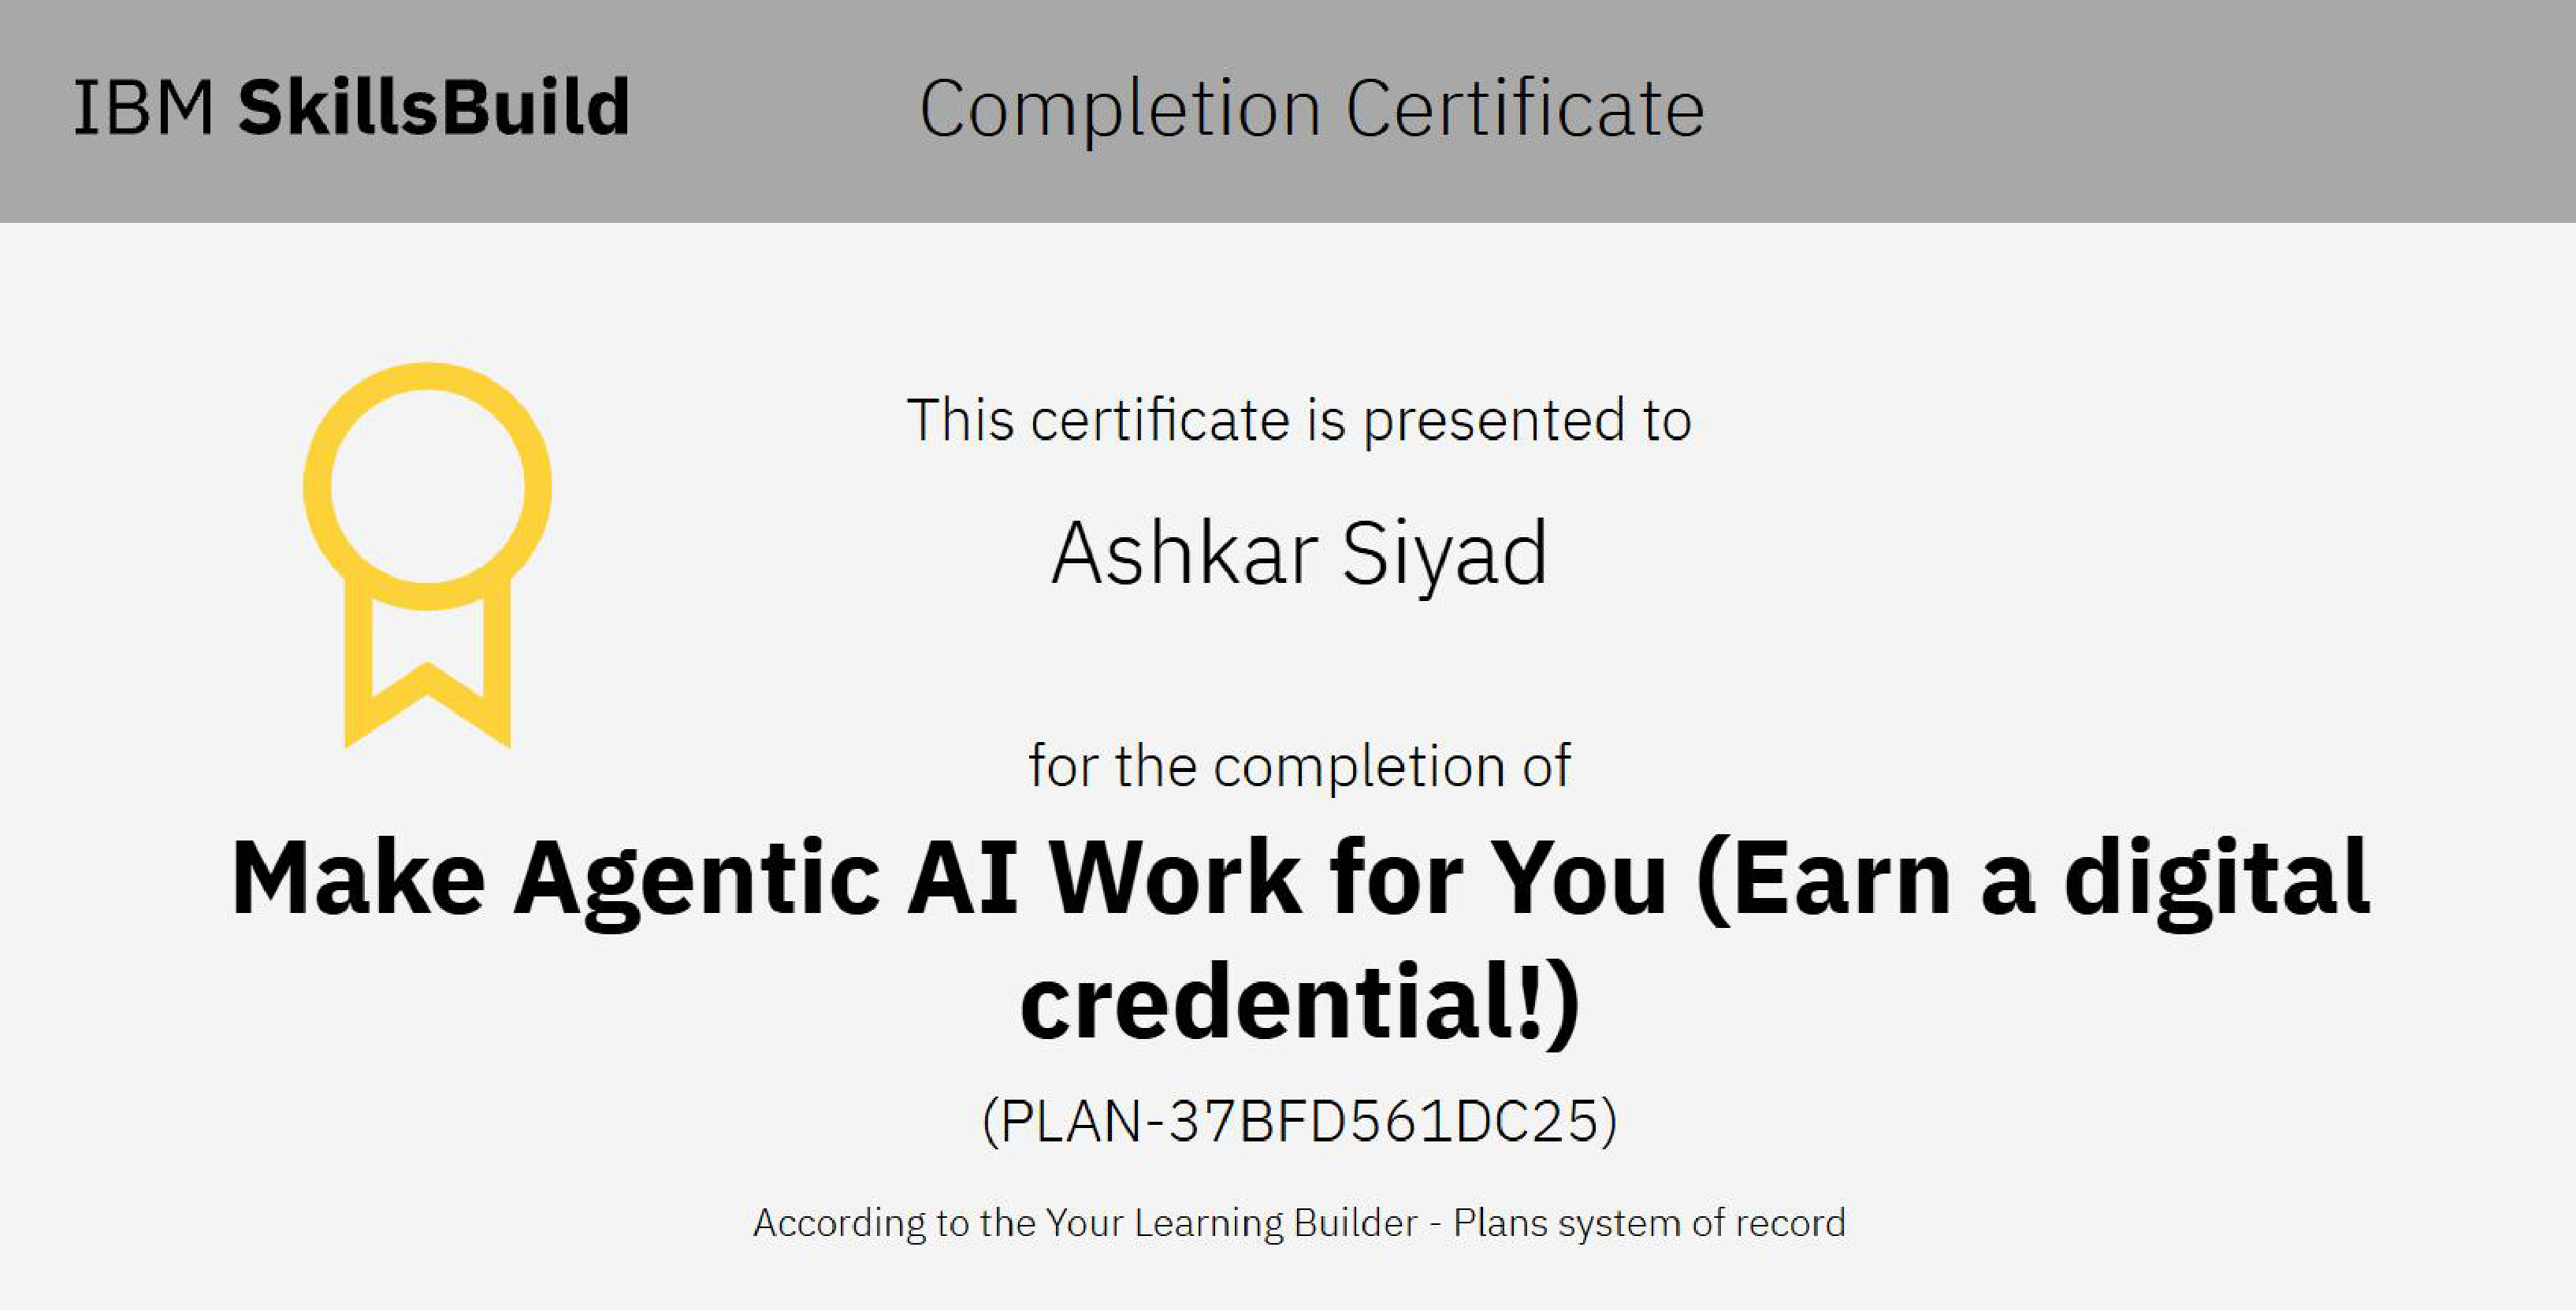 IBM SkillsBuild
Completion Certificate
This certificate is presented to
Ashkar Siyad
for the completion of
Make Agentic AI Work for You (Earn a digital
credential!)
(PLAN-37BFD561DC25)
According to the Your Learning Builder - Plans system of record